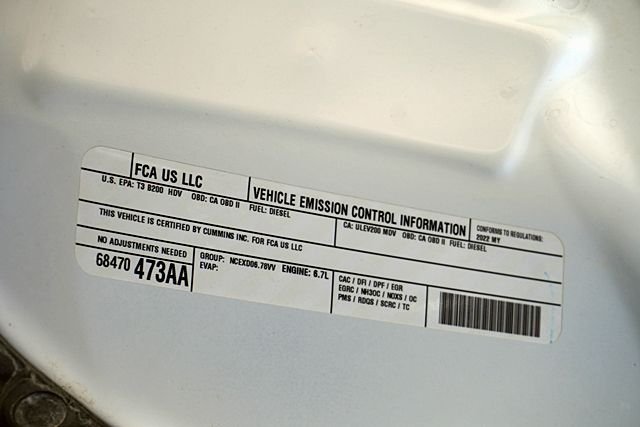 FCA US LLC
VEHICLE EMISSION CONTROL INFORMATION
CONFORMS TO REGULATIONS:
2022 MY
U.S. EPA: T3 B200 HDV OBD: CA OBD II FUEL: DIESEL
CA: ULEV200 MDV OBD: CA OBD II FUEL: DIESEL
THIS VEHICLE IS CERTIFIED BY CUMMINS INC. FOR FCA US LLC
NO ADJUSTMENTS NEEDED
68470 473AA
GROUP: NCEXD06.78VV ENGINE: 6.7L
EVAP:
CAC / DFI / DPF / EGR
EGRC / NH3OC / NOXS / OC
PMS / RDQS / SCRC / TC